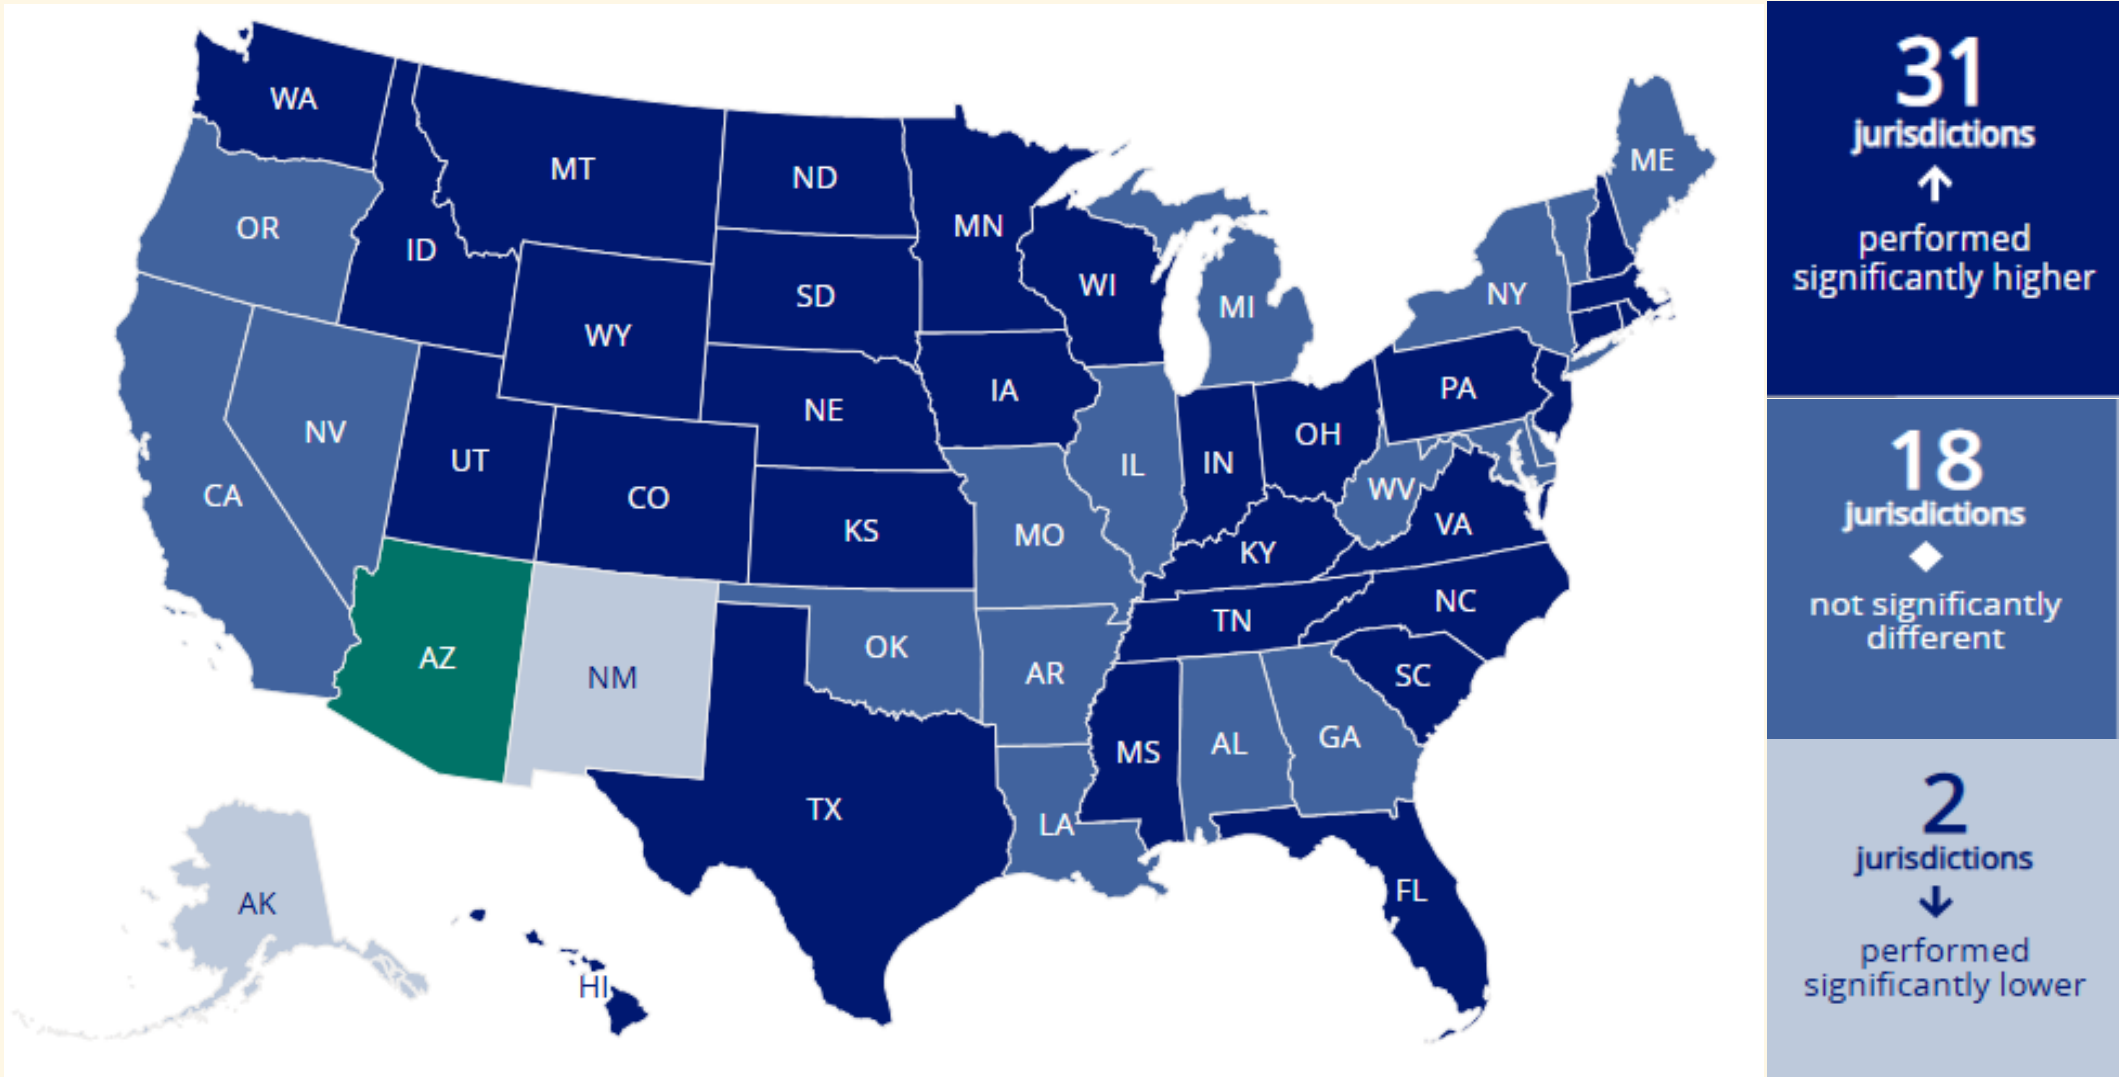 WA
MT
ND
MN
ME
OR
ID
SD
WI
MI
NY
WY
IA
PA
NE
NV
UT
CO
IL
IN
OH
CA
KS
MO
WV
VA
KY
AZ
NM
OK
AR
TN
NC
SC
MS
AL
GA
TX
LA
FL
AK
HI
31
jurisdictions
↑
performed
significantly higher
18
jurisdictions
◆
not significantly
different
2
jurisdictions
↓
performed
significantly lower